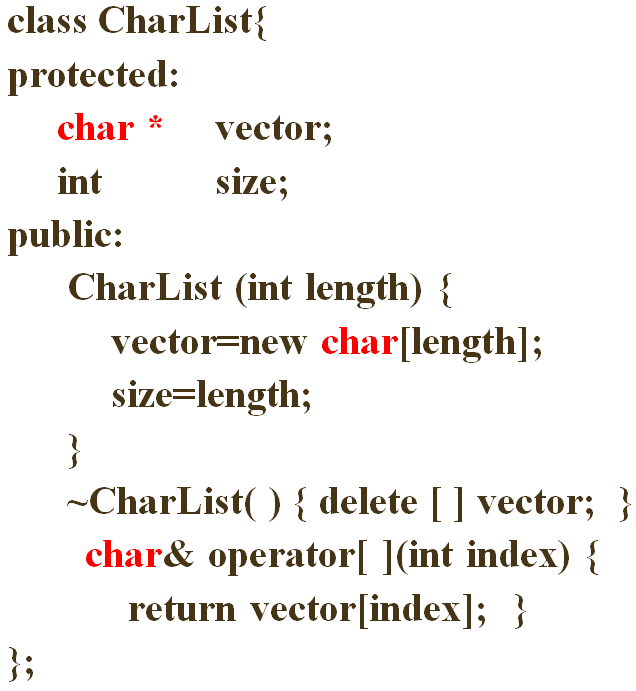 class CharList{
protected:
char * vector;
int size;
public:
CharList (int length) {
vector=new char[length];
size=length;
}
~CharList( ) { delete [ ] vector; }
char& operator[ ](int index) {
return vector[index]; }
};